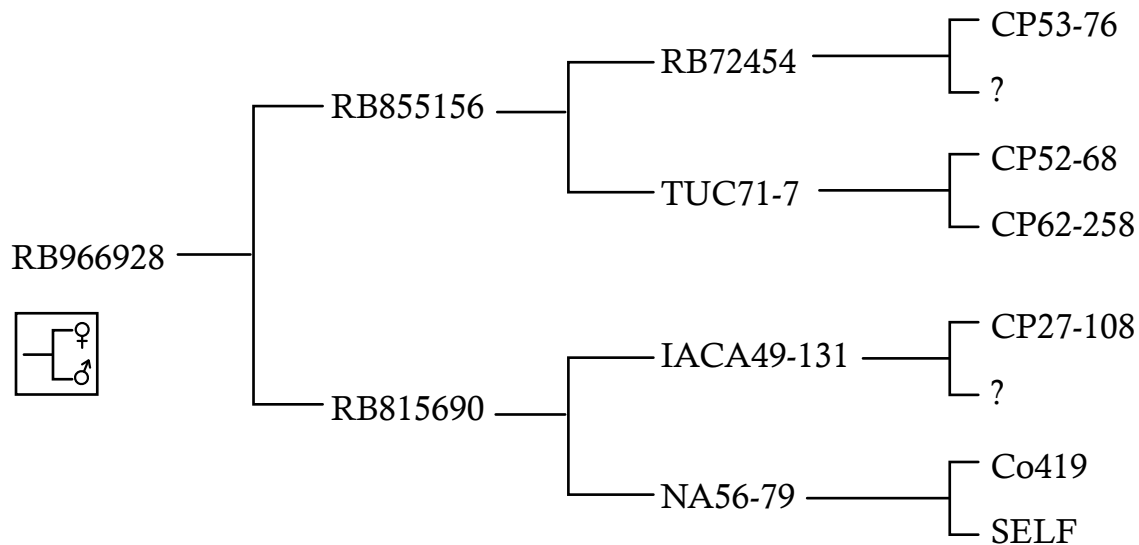 CP53-76
RB72454
?
RB855156
CP52-68
TUC71-7
CP62-258
RB966928
♀
♂
CP27-108
IACA49-131
?
RB815690
Co419
NA56-79
SELF